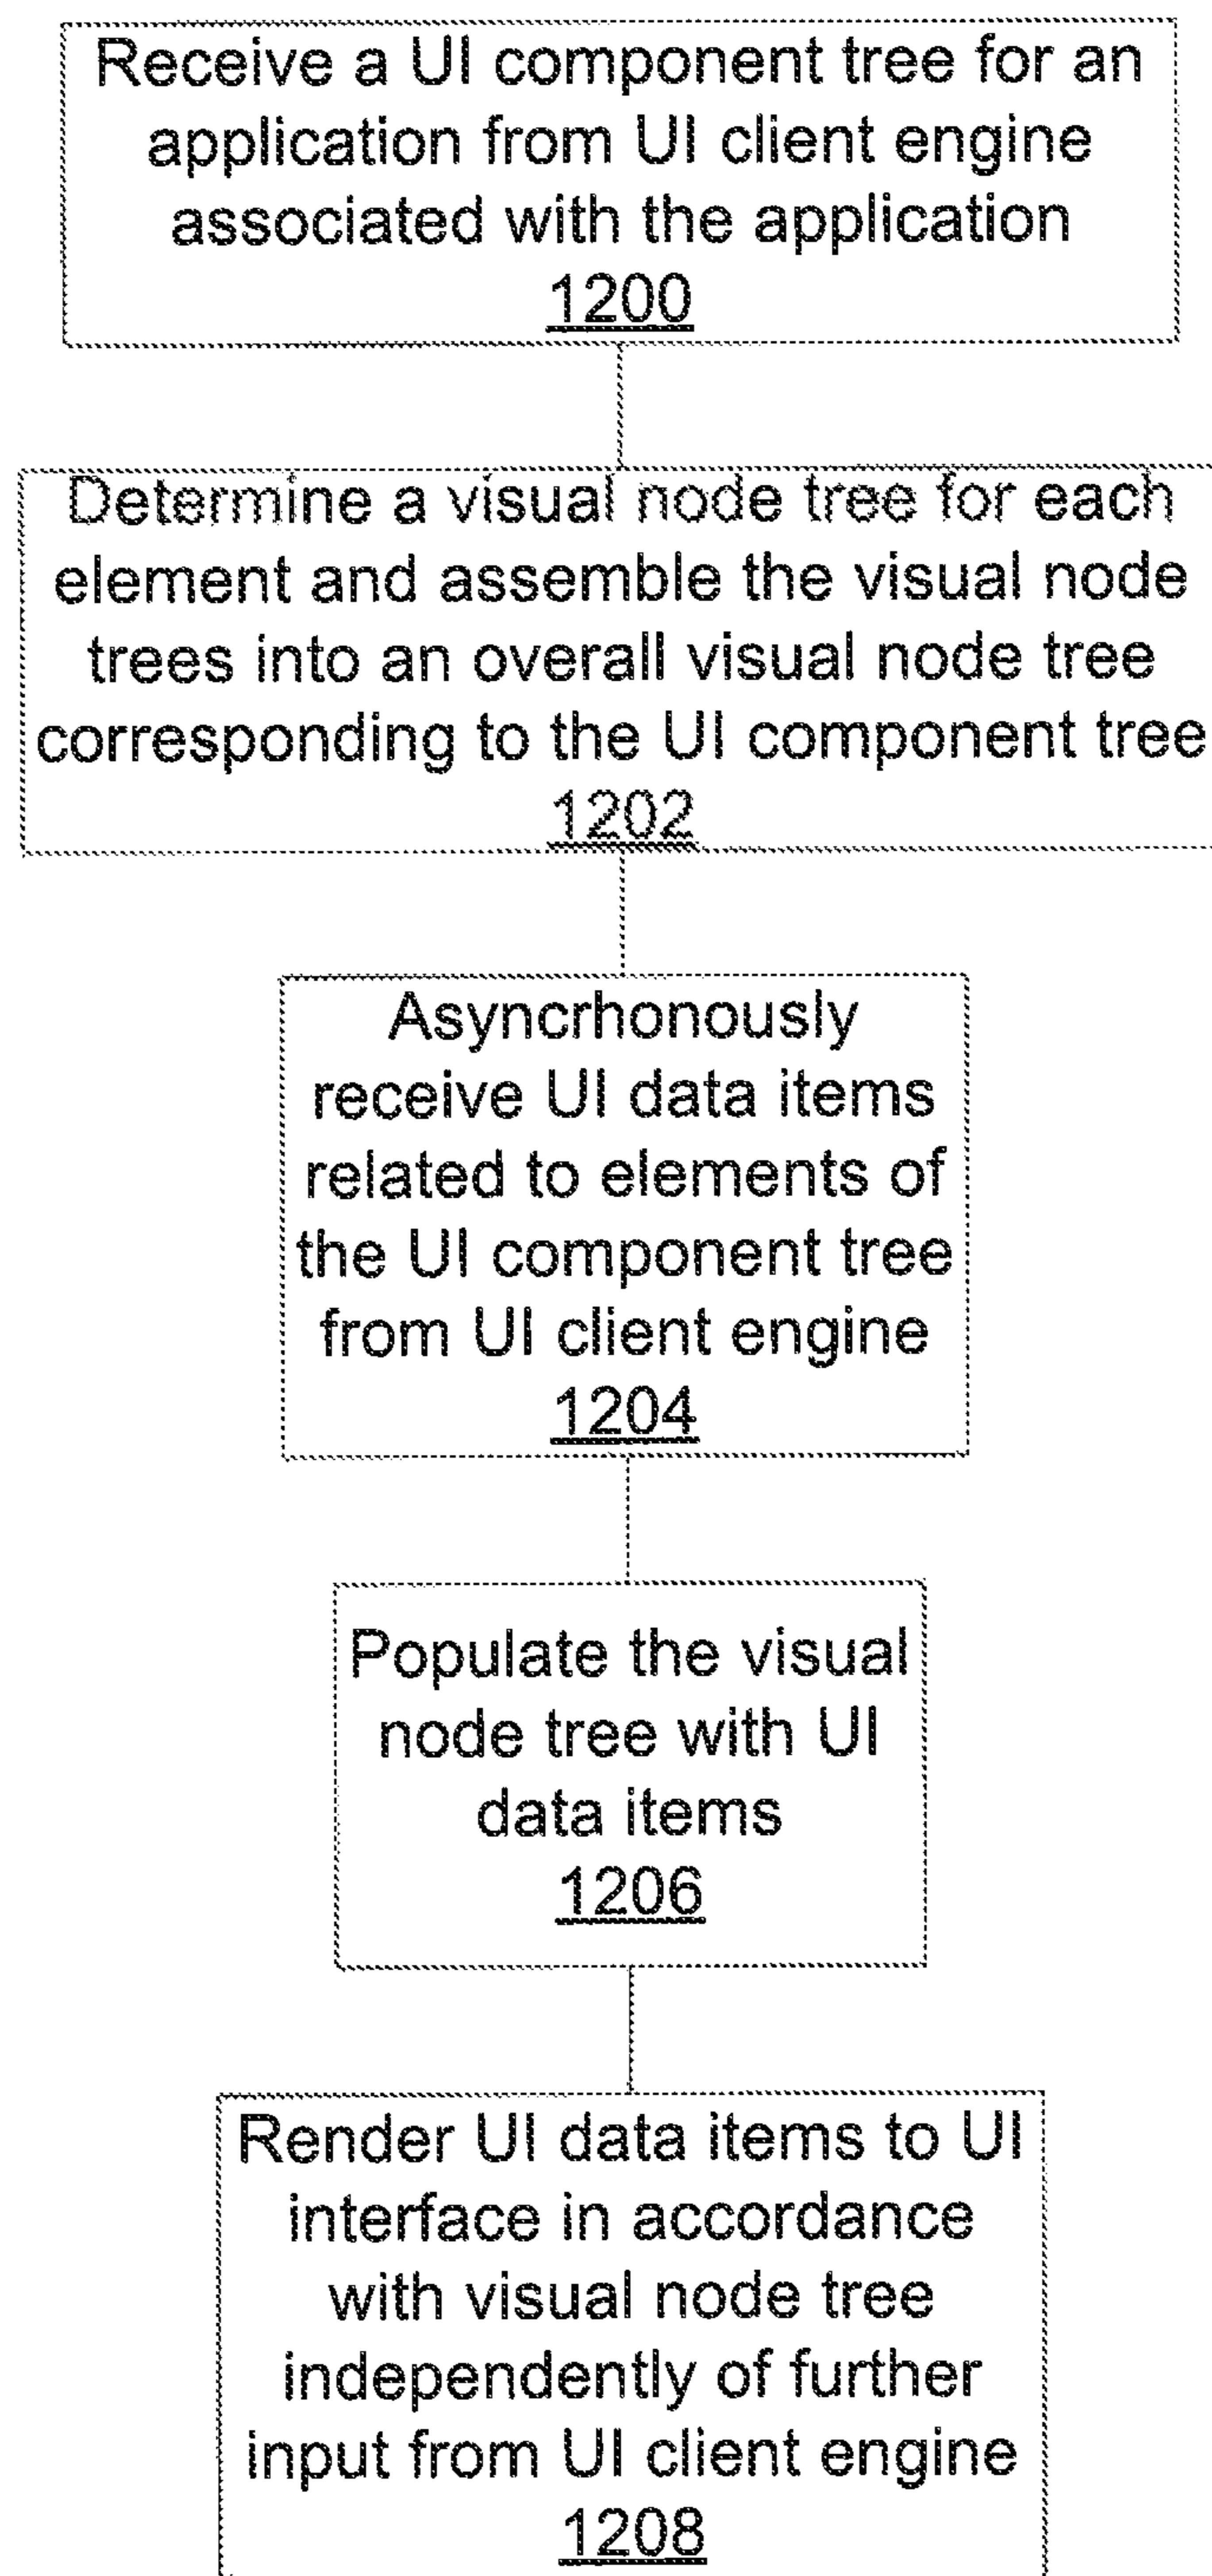 Receive a UI component tree for an
application from UI client engine
associated with the application
1200
Determine a visual node tree for each
element and assemble the visual node
trees into an overall visual node tree
corresponding to the UI component tree
1202
Asyncrhonously
receive UI data items
related to elements of
the UI component tree
from UI client engine
1204
Populate the visual
node tree with UI
data items
1206
Render UI data items to UI
interface in accordance
with visual node tree
independently of further
input from UI client engine
1208